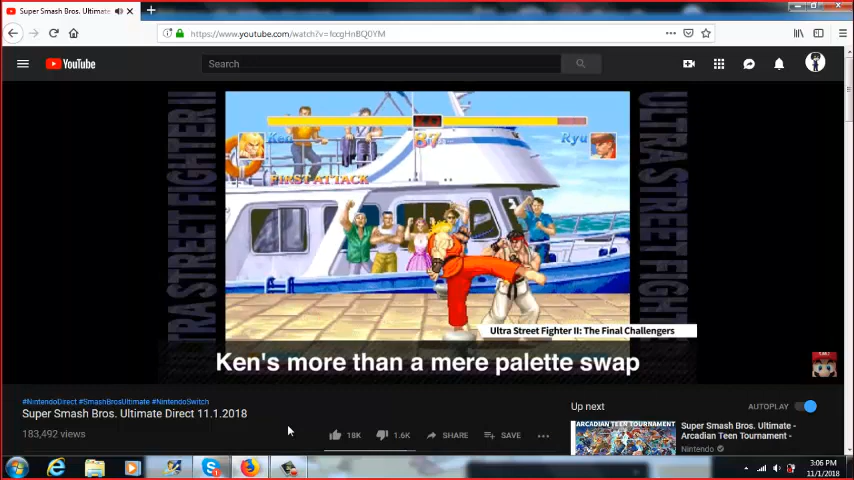 Super Smash Bros. Ultimate
https://www.youtube.com/watch?v=fccgHnBQ0YM
YouTube
Search
Ken
87
Ryu
FIRST ATTACK
ULTRA STREET FIGHTER II
ULTRA STREET FIGHTER
Ultra Street Fighter II: The Final Challengers
Ken's more than a mere palette swap
#NintendoDirect #SmashBrosUltimate #NintendoSwitch
Super Smash Bros. Ultimate Direct 11.1.2018
183,492 views
18K
1.6K
SHARE
SAVE
Up next
AUTOPLAY
ARCADIAN TEEN TOURNAMENT
Super Smash Bros. Ultimate -
Arcadian Teen Tournament -
Nintendo
3:06 PM
11/1/2018